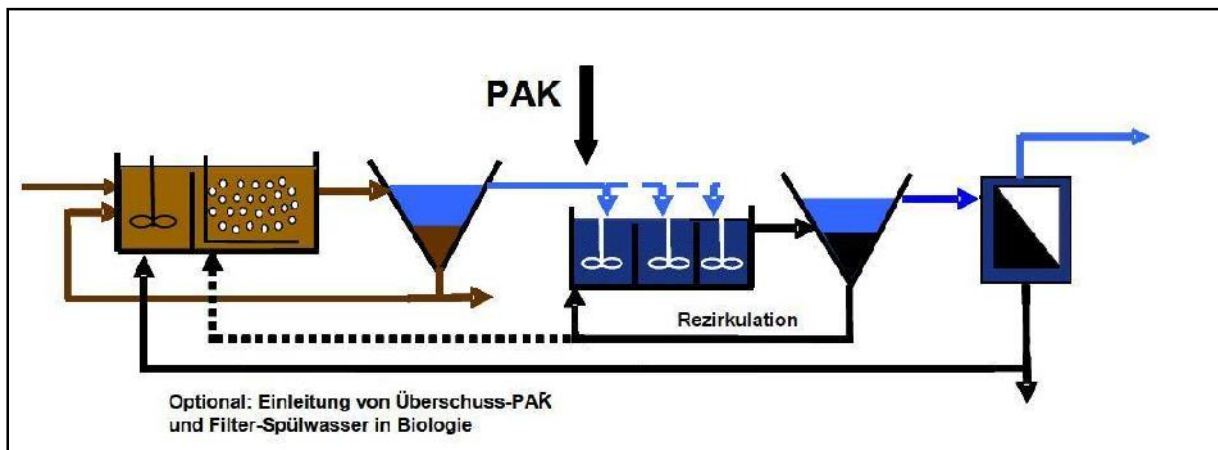 PAK
Rezirkulation
Optional: Einleitung von Überschuss-PAK
und Filter-Spülwasser in Biologie